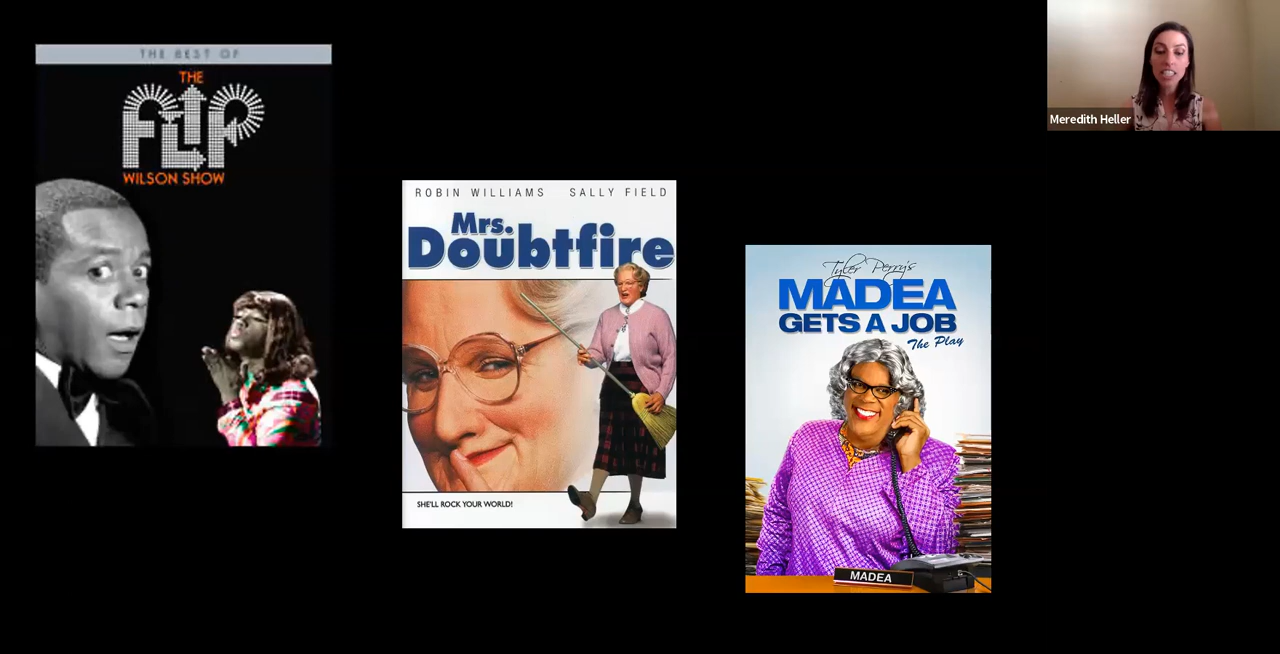 THE BEST OF
THE
FLIP
WILSON SHOW
ROBIN WILLIAMS SALLY FIELD
Mrs.
Doubtfire
SHE'LL ROCK YOUR WORLD!
Tyler Perry's
MADEA
GETS A JOB
The Play
MADEA
Meredith Heller